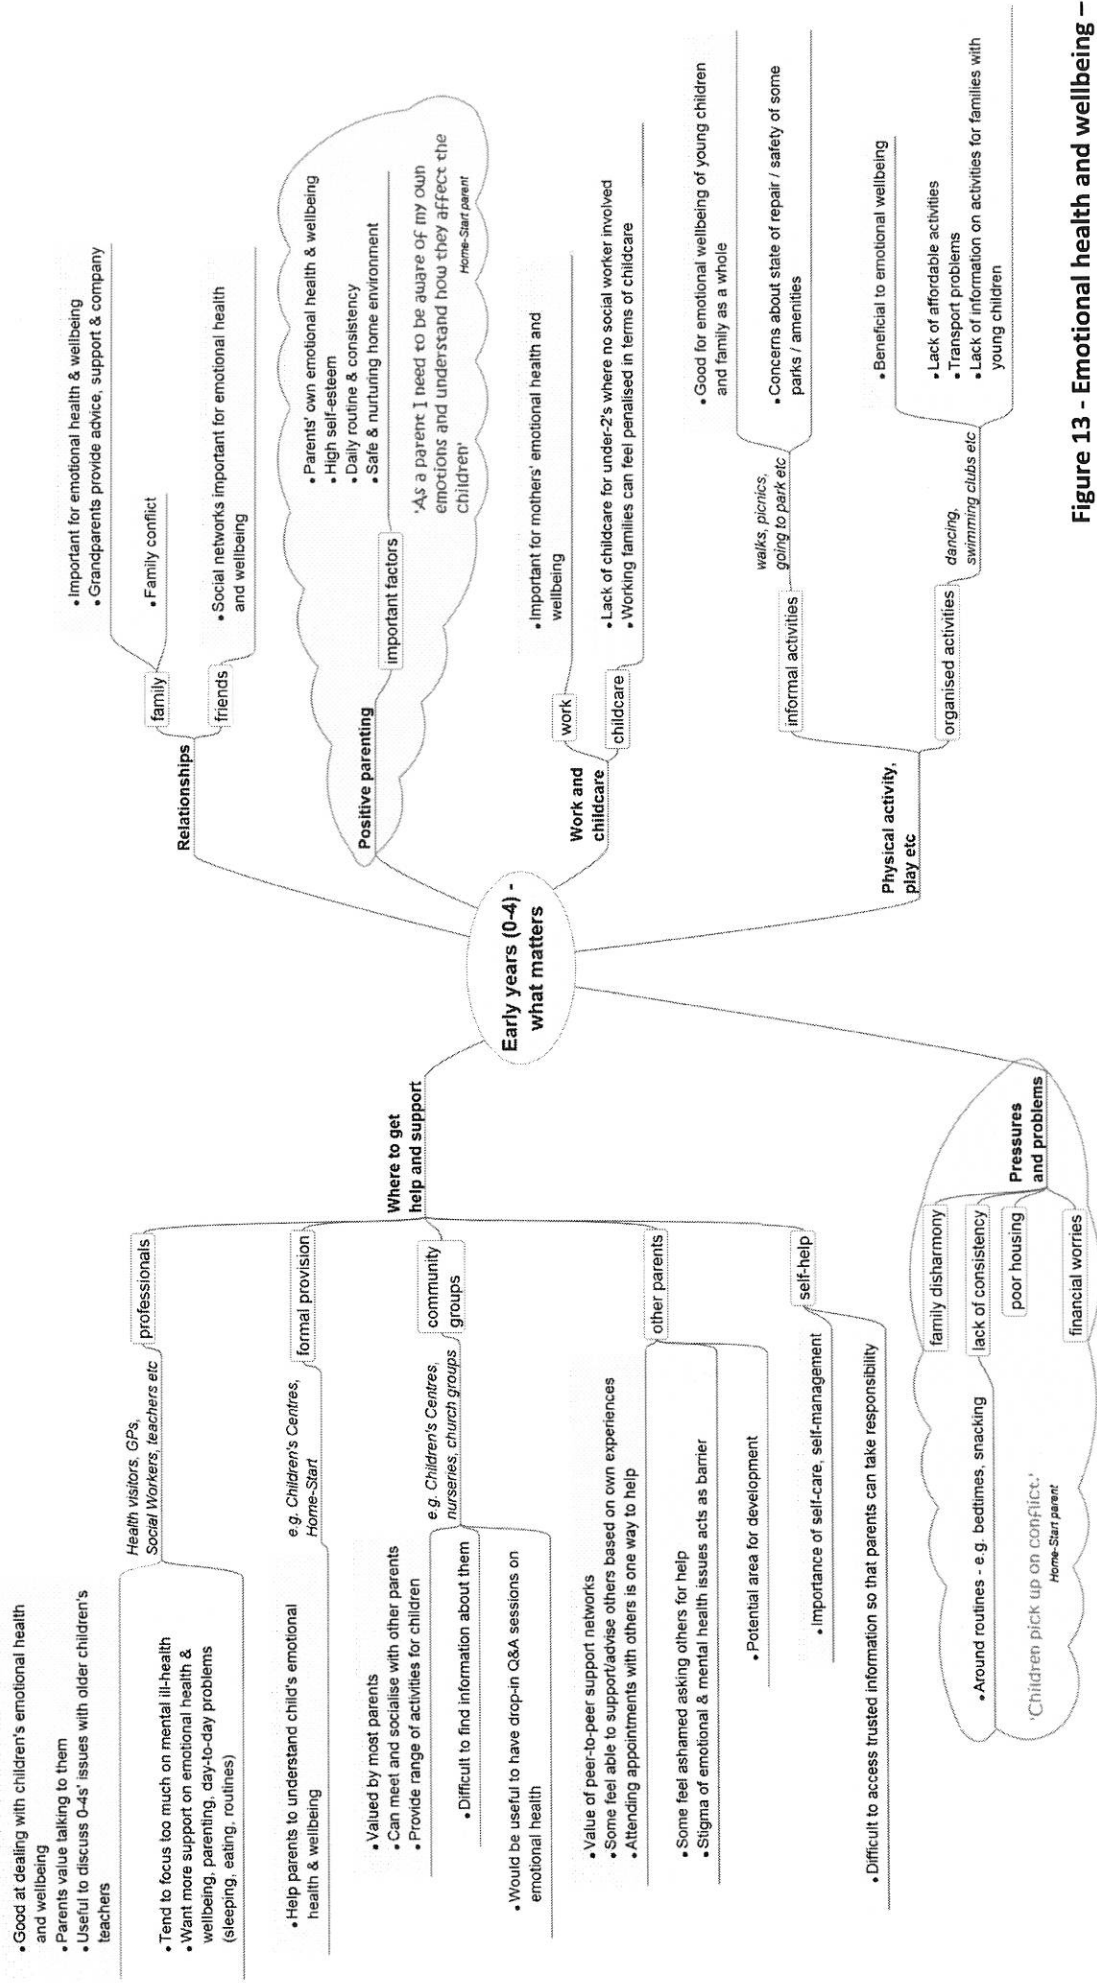 • Good at dealing with children's emotional health
and wellbeing
• Parents value talking to them
• Useful to discuss 0-4s' issues with older children's
teachers
• Tend to focus too much on mental ill-health
• Want more support on emotional health &
wellbeing, parenting, day-to-day problems
(sleeping, eating, routines)
Health visitors, GPs,
Social Workers, teachers etc
professionals
• Help parents to understand child's emotional
health & wellbeing
e.g. Children's Centres,
Home-Start
formal provision
Where to get
help and support
• Valued by most parents
• Can meet and socialise with other parents
• Provide range of activities for children
• Difficult to find information about them
• Would be useful to have drop-in Q&A sessions on
emotional health
e.g. Children's Centres,
nurseries, church groups
community
groups
• Value of peer-to-peer support networks
• Some feel able to support/advise others based on own experiences
• Attending appointments with others is one way to help
• Some feel ashamed asking others for help
• Stigma of emotional & mental health issues acts as barrier
• Potential area for development
other parents
• Importance of self-care, self-management
• Difficult to access trusted information so that parents can take responsibility
self-help
family disharmony
• Around routines - e.g. bedtimes, snacking
lack of consistency
poor housing
financial worries
Pressures
and problems
'Children pick up on conflict.'
Home-Start parent
Early years (0-4) -
what matters
Relationships
family
• Important for emotional health & wellbeing
• Grandparents provide advice, support & company
• Family conflict
friends
• Social networks important for emotional health
and wellbeing
Positive parenting
important factors
• Parents' own emotional health & wellbeing
• High self-esteem
• Daily routine & consistency
• Safe & nurturing home environment
'As a parent I need to be aware of my own
emotions and understand how they affect the
children'
Home-Start parent
Work and
childcare
work
• Important for mothers' emotional health and
wellbeing
childcare
• Lack of childcare for under-2's where no social worker involved
• Working families can feel penalised in terms of childcare
Physical activity,
play etc
informal activities
walks, picnics,
going to park etc
• Good for emotional wellbeing of young children
and family as a whole
• Concerns about state of repair / safety of some
parks / amenities
organised activities
dancing,
swimming clubs etc
• Beneficial to emotional wellbeing
• Lack of affordable activities
• Transport problems
• Lack of information on activities for families with
young children
Figure 13 - Emotional health and wellbeing –